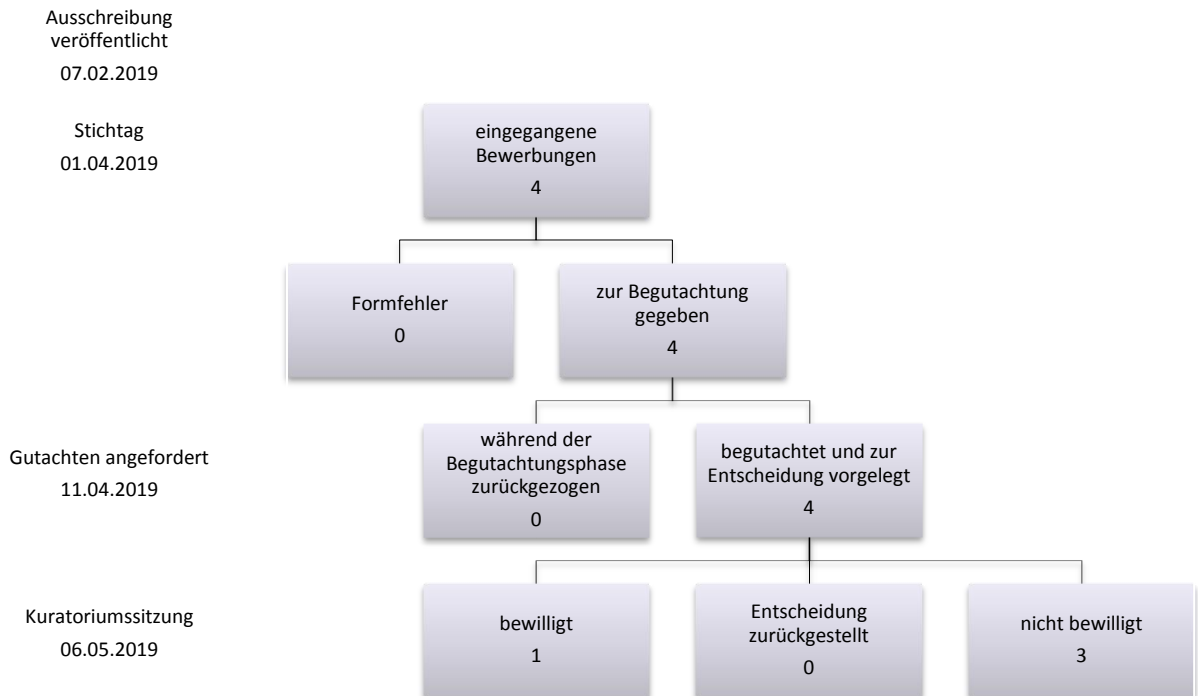 Ausschreibung
veröffentlicht
07.02.2019
Stichtag
01.04.2019
eingegangene
Bewerbungen
4
Formfehler
0
zur Begutachtung
gegeben
4
Gutachten angefordert
11.04.2019
während der
Begutachtungsphase
zurückgezogen
0
begutachtet und zur
Entscheidung vorgelegt
4
Kuratoriumssitzung
06.05.2019
bewilligt
1
Entscheidung
zurückgestellt
0
nicht bewilligt
3